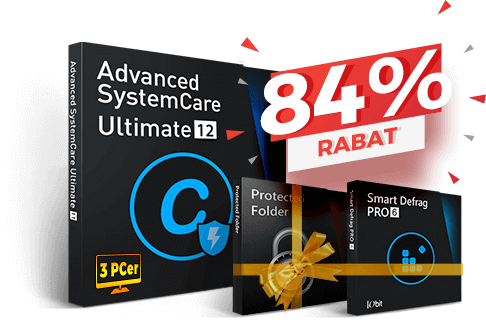 Advanced
SystemCare
Ultimate 12
Advanced SystemCare Ultimate 12
3 PCer
84%
RABAT
Protected Folder
Protected
Folder
Smart Defrag PRO 6
Smart Defrag
PRO 6
IObit